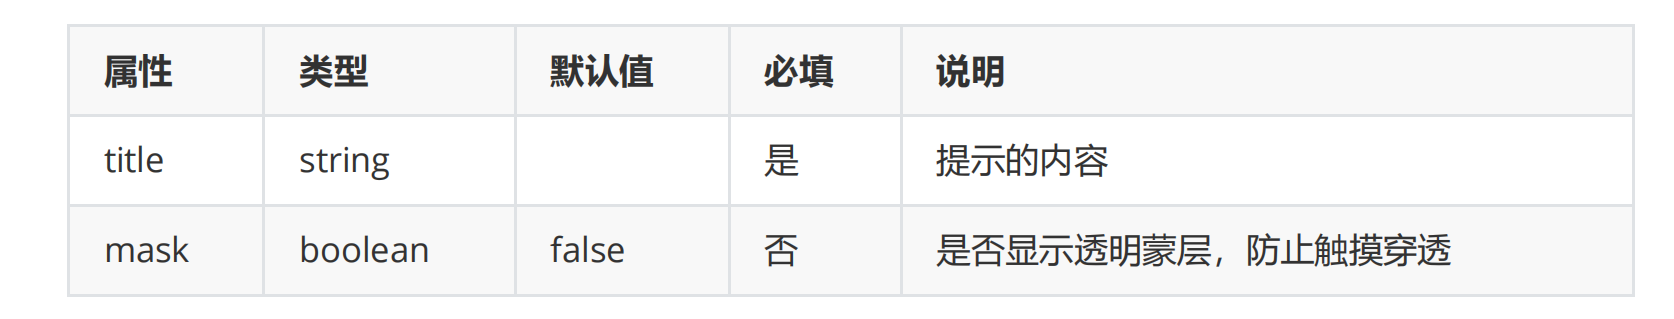 属性 类型 默认值 必填 说明
title string 是 提示的内容
mask boolean false 否 是否显示透明蒙层，防止触摸穿透